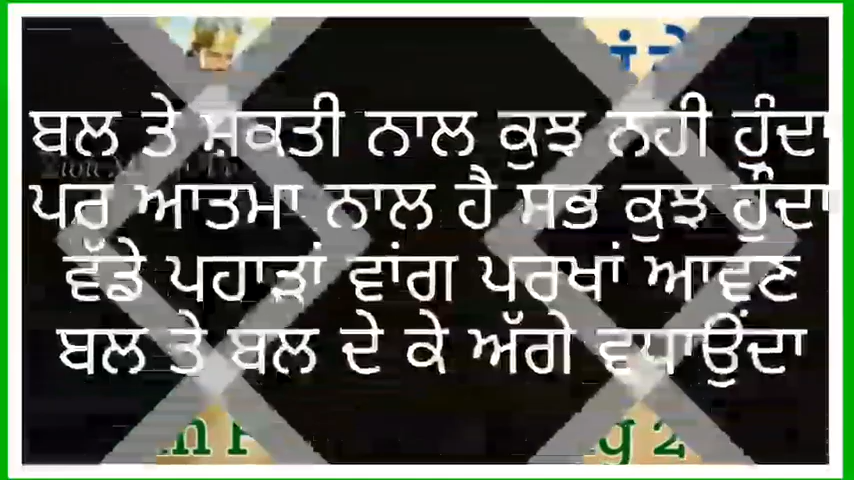 ਬਲ ਤੇ ਸ਼ਕਤੀ ਨਾਲ ਕੁਝ ਨਹੀ ਹੁੰਦਾ
ਪਰ ਆਤਮਾ ਨਾਲ ਹੈ ਸਭ ਕੁਝ ਹੁੰਦਾ
ਵੱਡੇ ਪਹਾੜਾਂ ਵਾਂਗ ਪਰਖਾਂ ਆਵਣ
ਬਲ ਤੇ ਬਲ ਦੇ ਕੇ ਅੱਗੇ ਵਧਾਉਂਦਾ